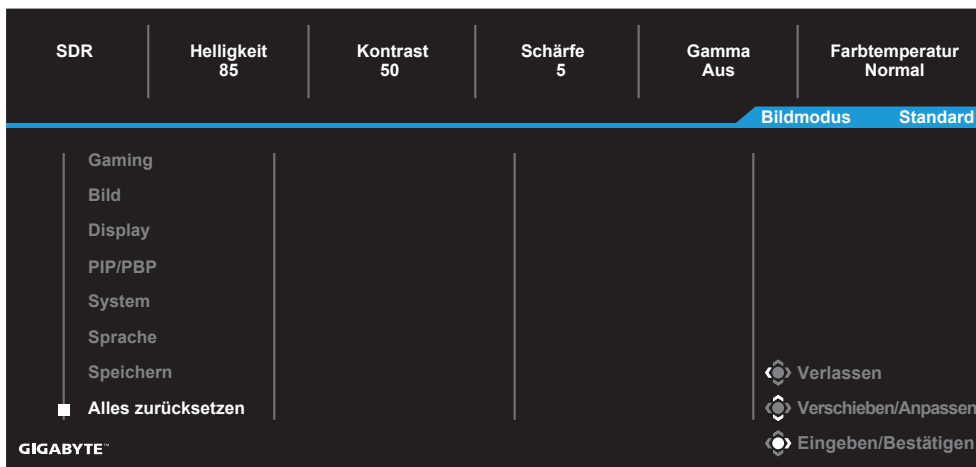 SDR
Helligkeit
85
Kontrast
50
Schärfe
5
Gamma
Aus
Farbtemperatur
Normal
Bildmodus Standard
Gaming
Bild
Display
PIP/PBP
System
Sprache
Speichern
Alles zurücksetzen
Verlassen
Verschieben/Anpassen
Eingeben/Bestätigen
GIGABYTE™